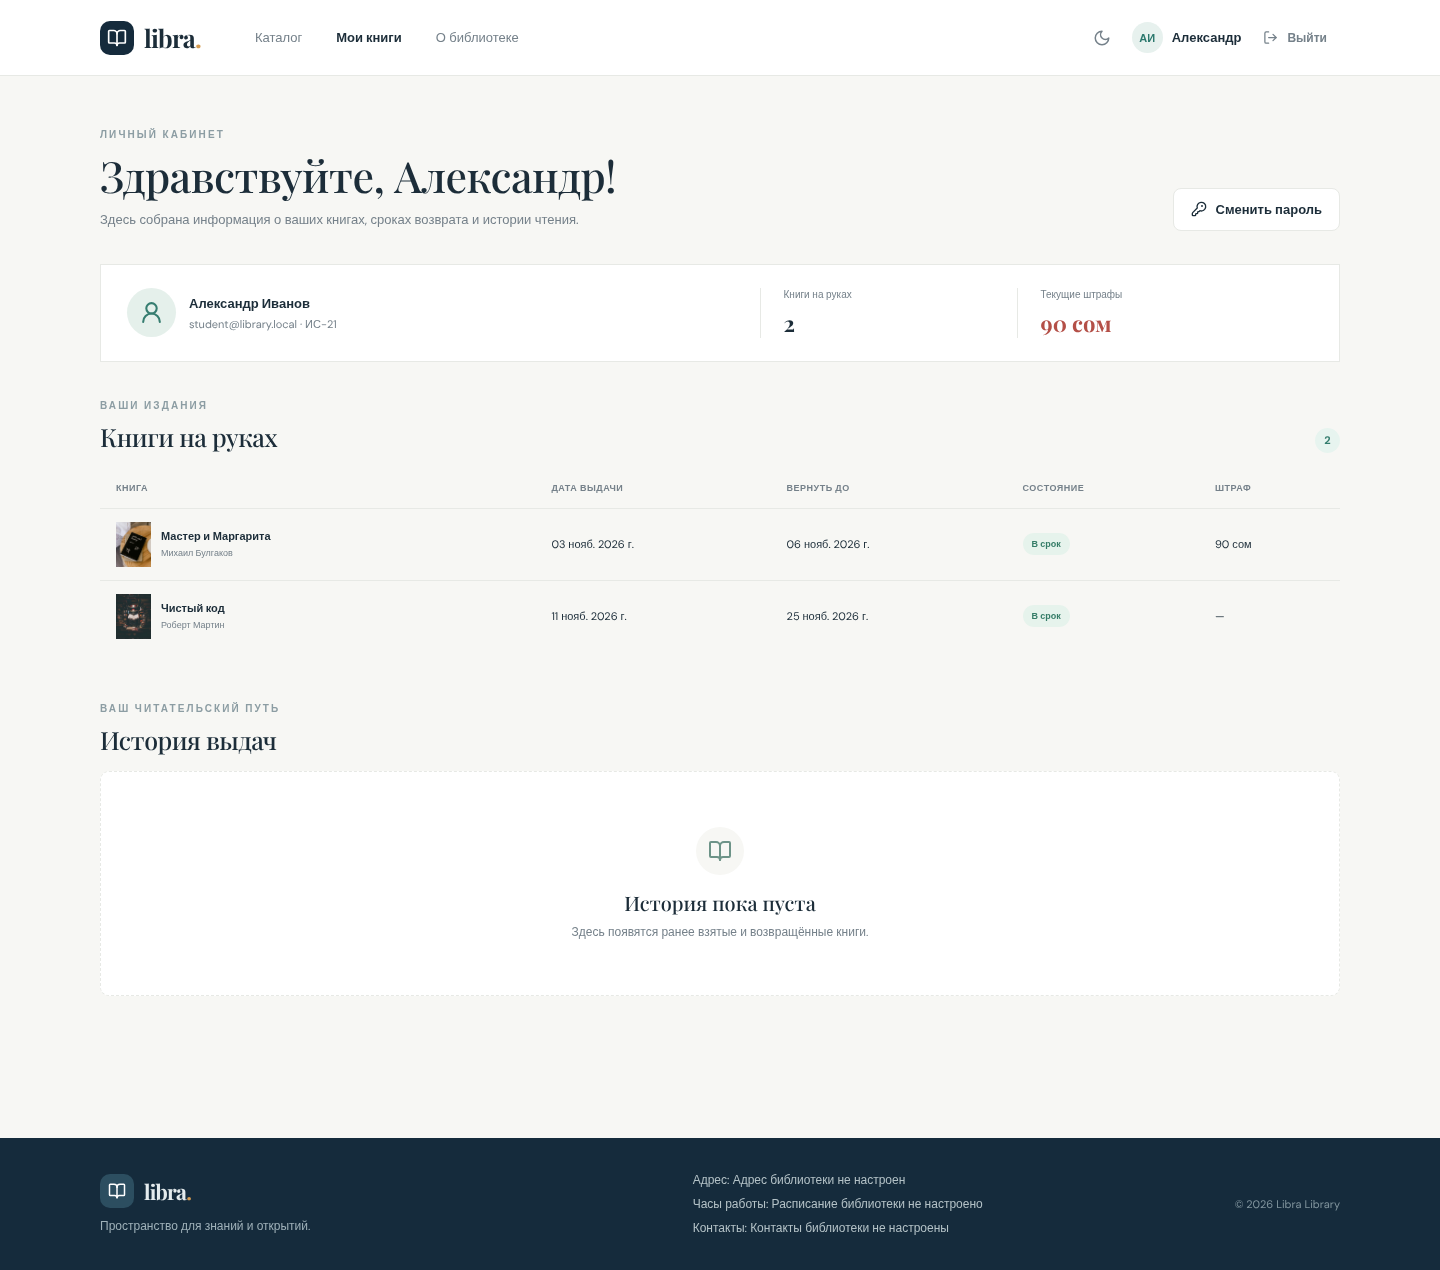 libra.
Каталог
Мои книги
О библиотеке
АИ
Александр
Выйти
ЛИЧНЫЙ КАБИНЕТ
Здравствуйте, Александр!
Здесь собрана информация о ваших книгах, сроках возврата и истории чтения.
Сменить пароль
Александр Иванов
student@library.local · ИС-21
Книги на руках
2
Текущие штрафы
90 сом
ВАШИ ИЗДАНИЯ
Книги на руках
2
КНИГА ДАТА ВЫДАЧИ ВЕРНУТЬ ДО СОСТОЯНИЕ ШТРАФ
Мастер и Маргарита
Михаил Булгаков
03 нояб. 2026 г. 06 нояб. 2026 г. В срок 90 сом
Чистый код
Роберт Мартин
11 нояб. 2026 г. 25 нояб. 2026 г. В срок —
ВАШ ЧИТАТЕЛЬСКИЙ ПУТЬ
История выдач
История пока пуста
Здесь появятся ранее взятые и возвращённые книги.
libra.
Пространство для знаний и открытий.
Адрес: Адрес библиотеки не настроен
Часы работы: Расписание библиотеки не настроено
Контакты: Контакты библиотеки не настроены
© 2026 Libra Library